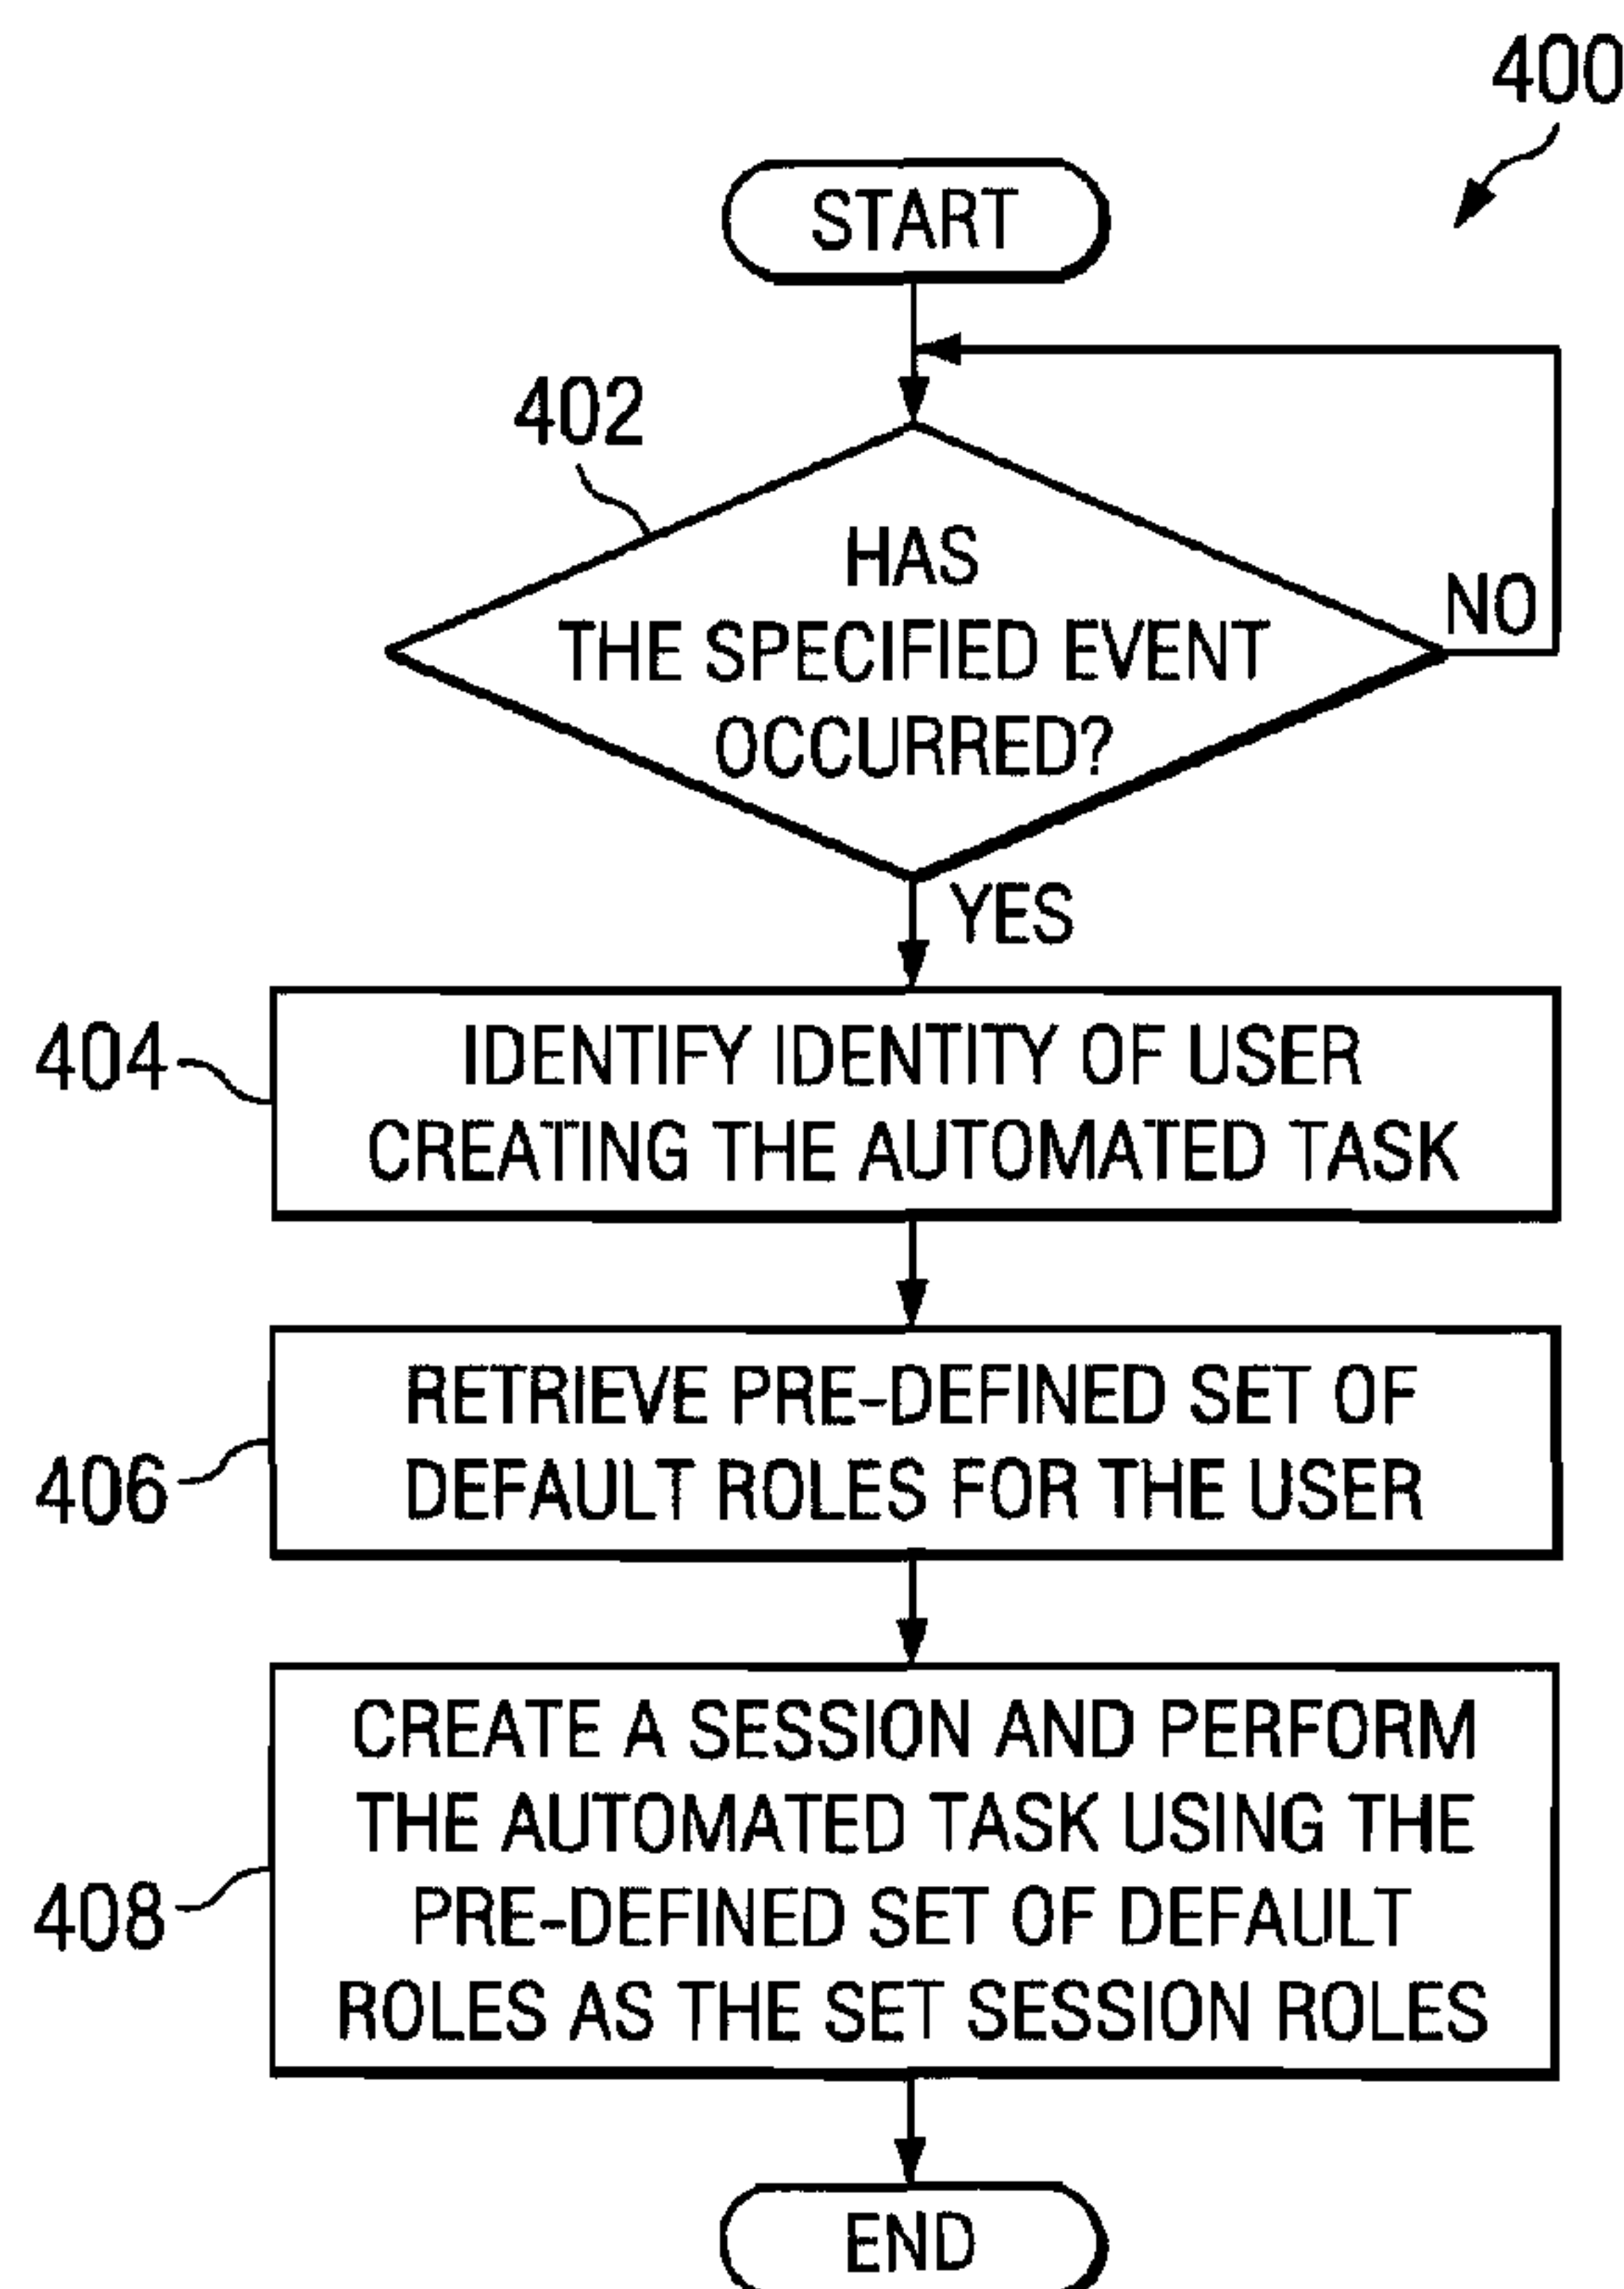 400
START
402
HAS
THE SPECIFIED EVENT
OCCURRED?
NO
YES
404
IDENTIFY IDENTITY OF USER
CREATING THE AUTOMATED TASK
RETRIEVE PRE-DEFINED SET OF
DEFAULT ROLES FOR THE USER
406
CREATE A SESSION AND PERFORM
THE AUTOMATED TASK USING THE
PRE-DEFINED SET OF DEFAULT
ROLES AS THE SET SESSION ROLES
408
END